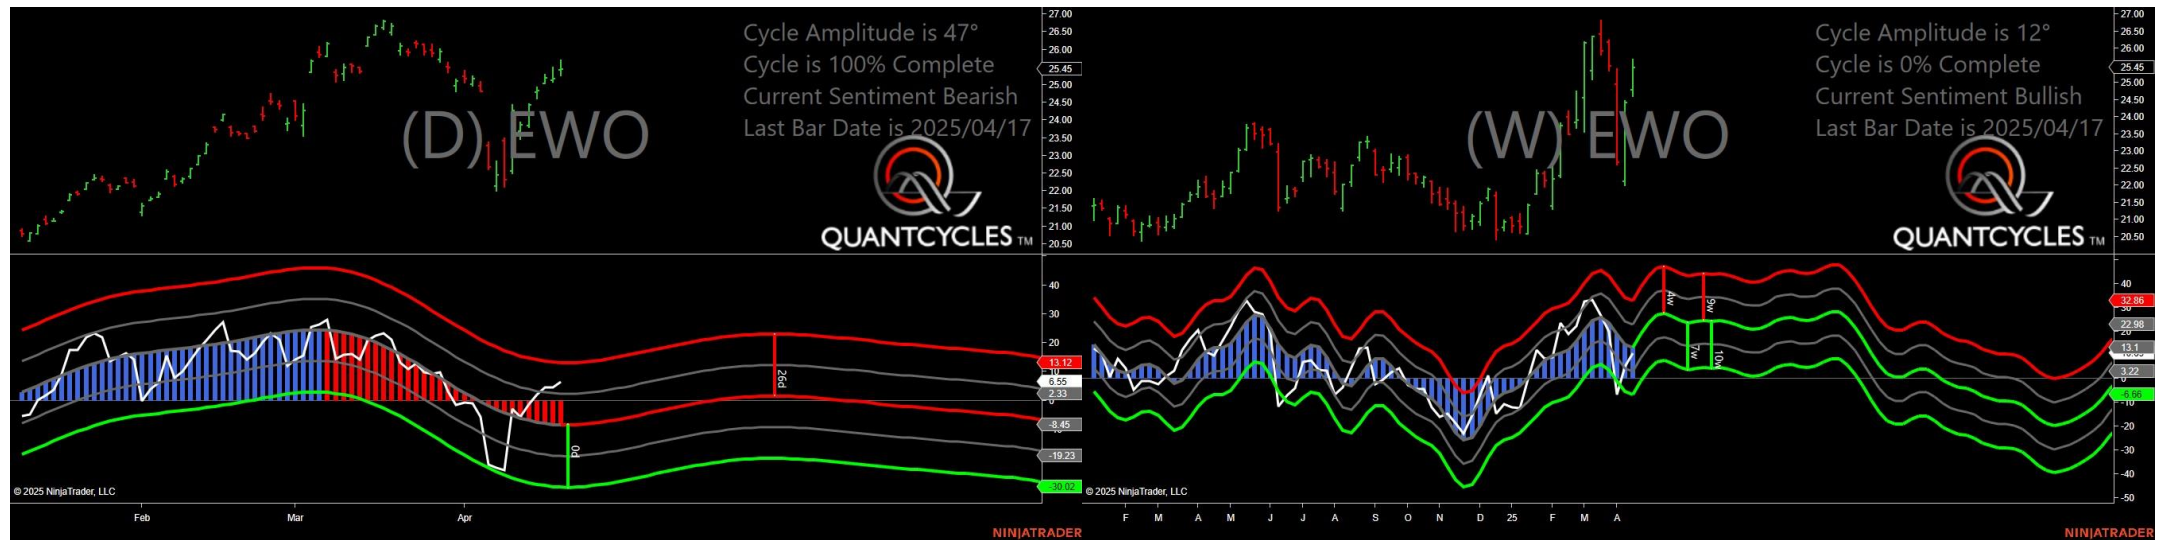 Cycle Amplitude is 47°
Cycle is 100% Complete
Current Sentiment Bearish
Last Bar Date is 2025/04/17
(D) EWO
QUANTCYCLES TM
27.00
26.50
26.00
25.45
25.00
24.50
24.00
23.50
23.00
22.50
22.00
21.50
21.00
20.50
40
30
20
13.12
6.55
2.33
0
-8.45
-19.23
-30.02
26d
0d
© 2025 NinjaTrader, LLC
Feb Mar Apr
NINJATRADER
Cycle Amplitude is 12°
Cycle is 0% Complete
Current Sentiment Bullish
Last Bar Date is 2025/04/17
(W) EWO
QUANTCYCLES TM
27.00
26.50
26.00
25.45
25.00
24.50
24.00
23.50
23.00
22.50
22.00
21.50
21.00
20.50
40
32.86
22.98
13.1
3.22
0
-6.66
-20
-30
-40
-50
4w
9w
7w
10w
© 2025 NinjaTrader, LLC
F M A M J J A S O N D 25 F M A
NINJATRADER